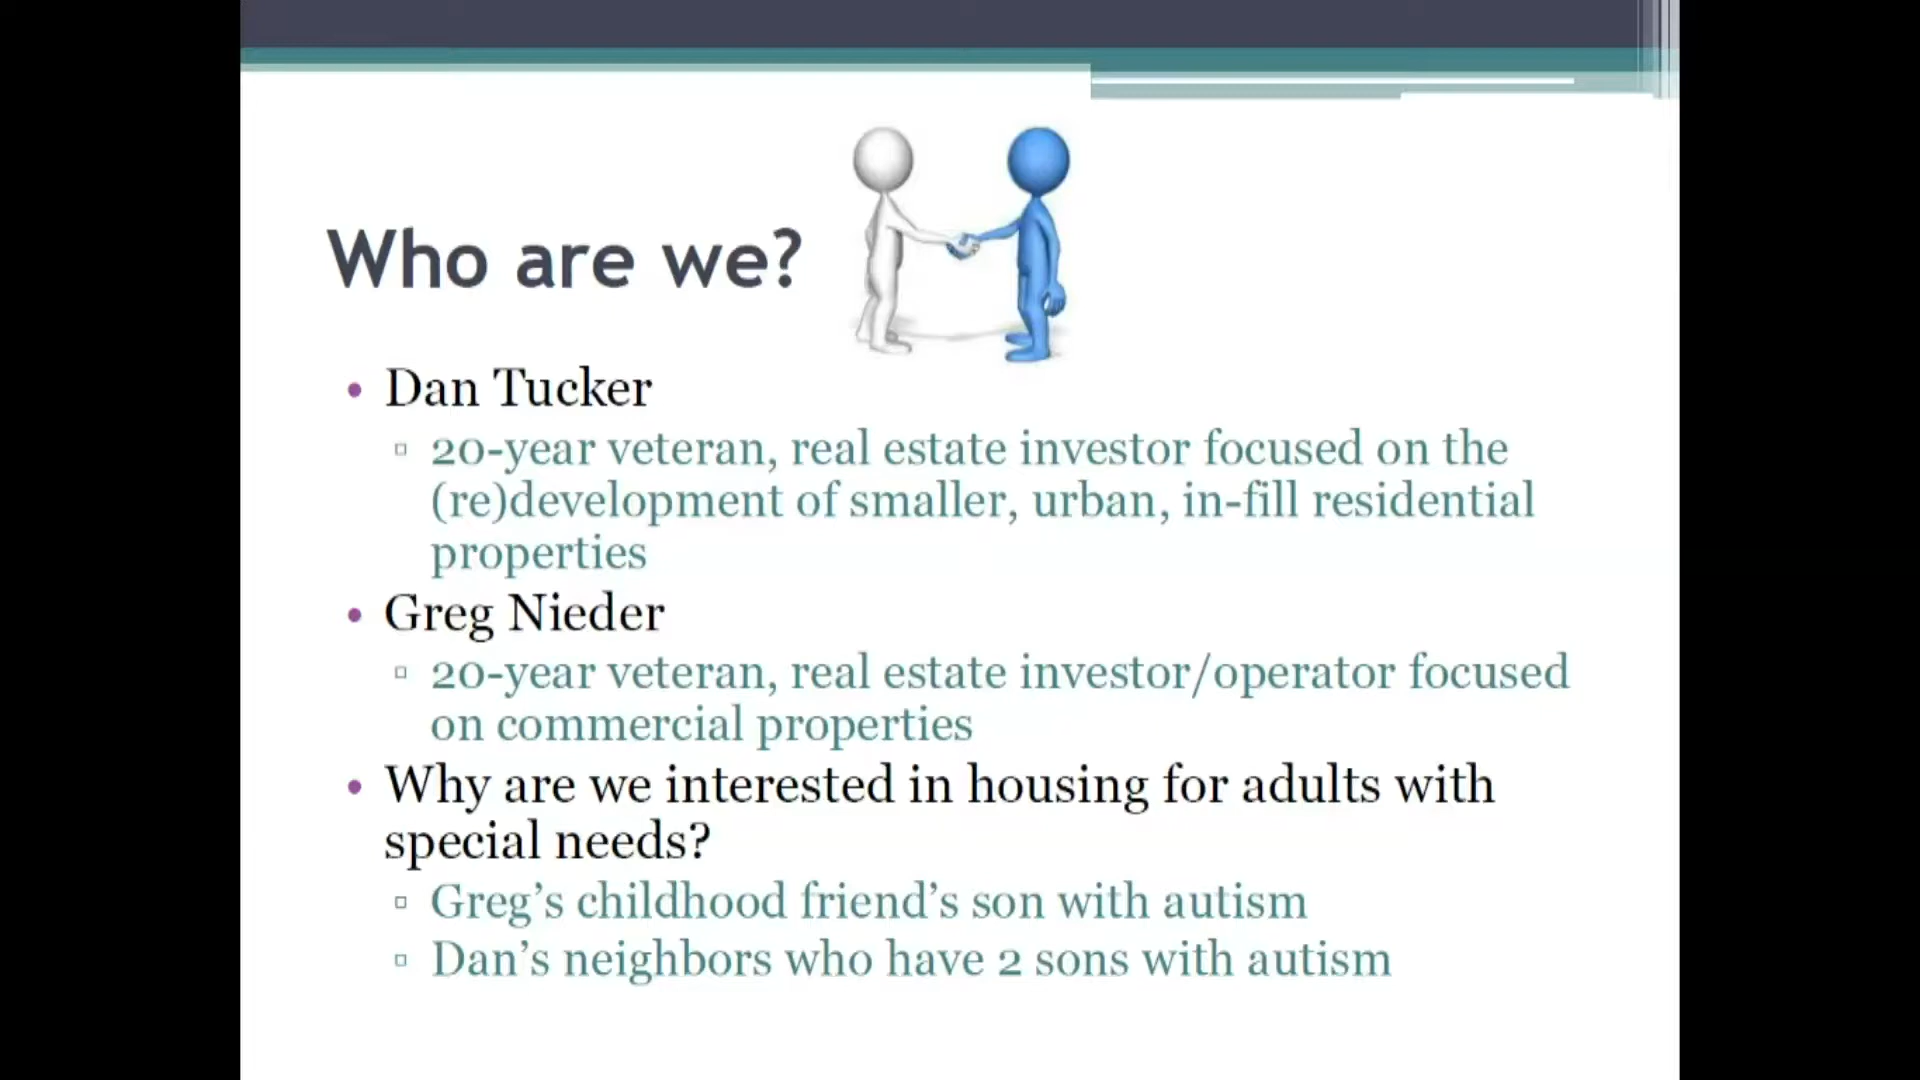 Who are we?
• Dan Tucker
▫ 20-year veteran, real estate investor focused on the
(re)development of smaller, urban, in-fill residential
properties
• Greg Nieder
▫ 20-year veteran, real estate investor/operator focused
on commercial properties
• Why are we interested in housing for adults with
special needs?
▫ Greg’s childhood friend’s son with autism
▫ Dan’s neighbors who have 2 sons with autism